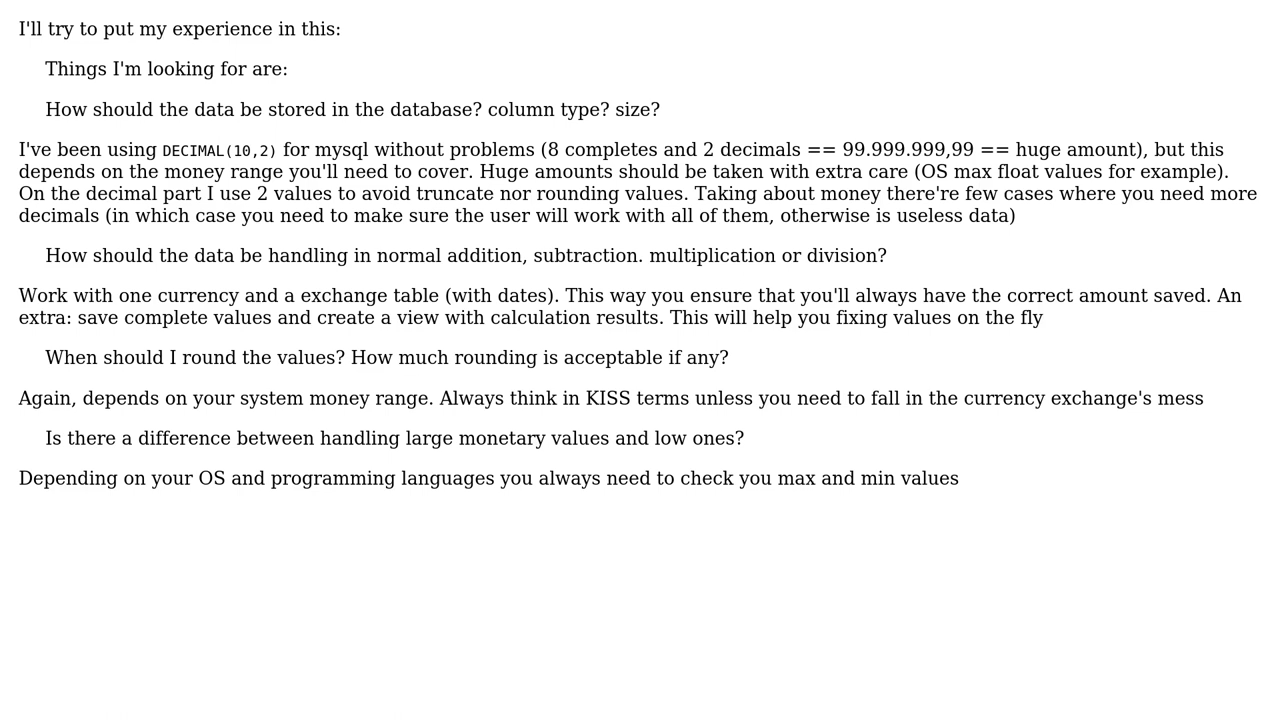 I'll try to put my experience in this:
Things I'm looking for are:
How should the data be stored in the database? column type? size?
I've been using DECIMAL(10,2) for mysql without problems (8 completes and 2 decimals == 99.999.999,99 == huge amount), but this
depends on the money range you'll need to cover. Huge amounts should be taken with extra care (OS max float values for example).
On the decimal part I use 2 values to avoid truncate nor rounding values. Taking about money there're few cases where you need more
decimals (in which case you need to make sure the user will work with all of them, otherwise is useless data)
How should the data be handling in normal addition, subtraction. multiplication or division?
Work with one currency and a exchange table (with dates). This way you ensure that you'll always have the correct amount saved. An
extra: save complete values and create a view with calculation results. This will help you fixing values on the fly
When should I round the values? How much rounding is acceptable if any?
Again, depends on your system money range. Always think in KISS terms unless you need to fall in the currency exchange's mess
Is there a difference between handling large monetary values and low ones?
Depending on your OS and programming languages you always need to check you max and min values